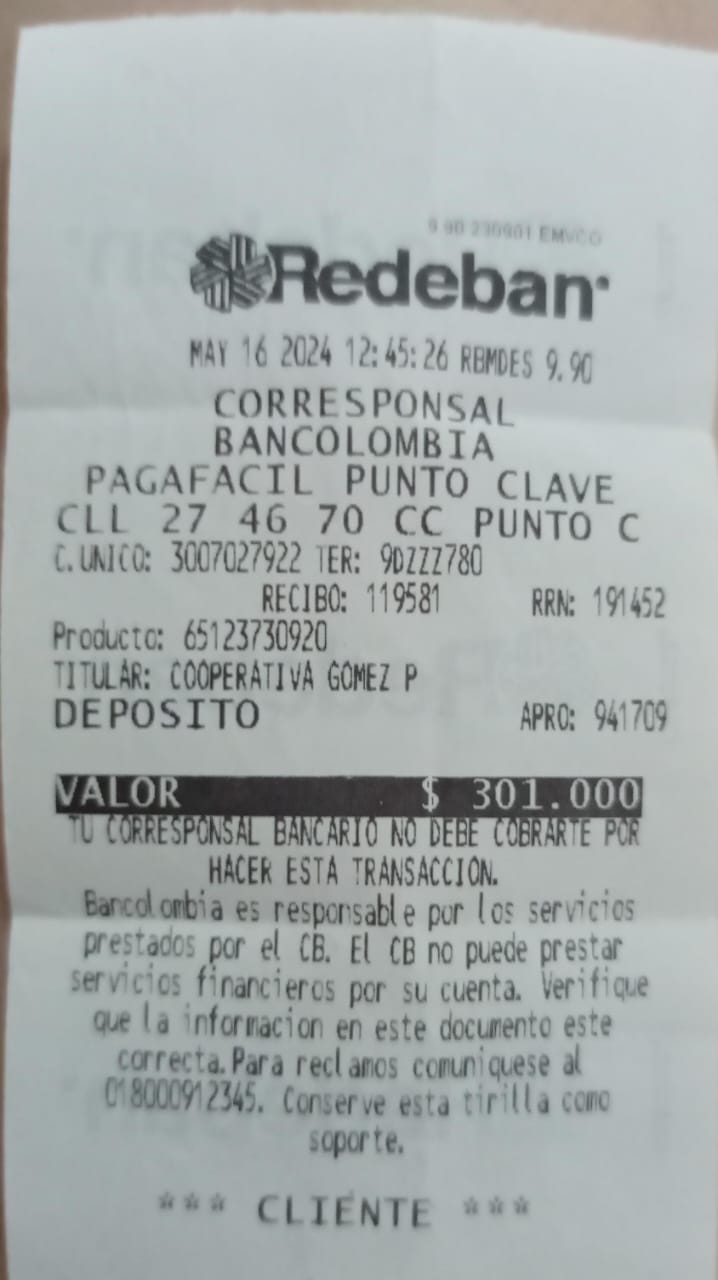 9.90 230901 EMVCO
Redeban
MAY 16 2024 12:45:26 RBMDES 9.90
CORRESPONSAL
BANCOLOMBIA
PAGAFACIL PUNTO CLAVE
CLL 27 46 70 CC PUNTO C
C.UNICO: 3007027922 TER: 9DZZZ780
RECIBO: 119581 RRN: 191452
Producto: 65123730920
TITULAR: COOPERATIVA GOMEZ P
DEPOSITO APRO: 941709
VALOR $ 301.000
TU CORRESPONSAL BANCARIO NO DEBE COBRARTE POR
HACER ESTA TRANSACCION.
Bancolombia es responsable por los servicios
prestados por el CB. El CB no puede prestar
servicios financieros por su cuenta. Verifique
que la informacion en este documento este
correcta.Para reclamos comuniquese al
018000912345. Conserve esta tirilla como
soporte.
*** CLIENTE ***